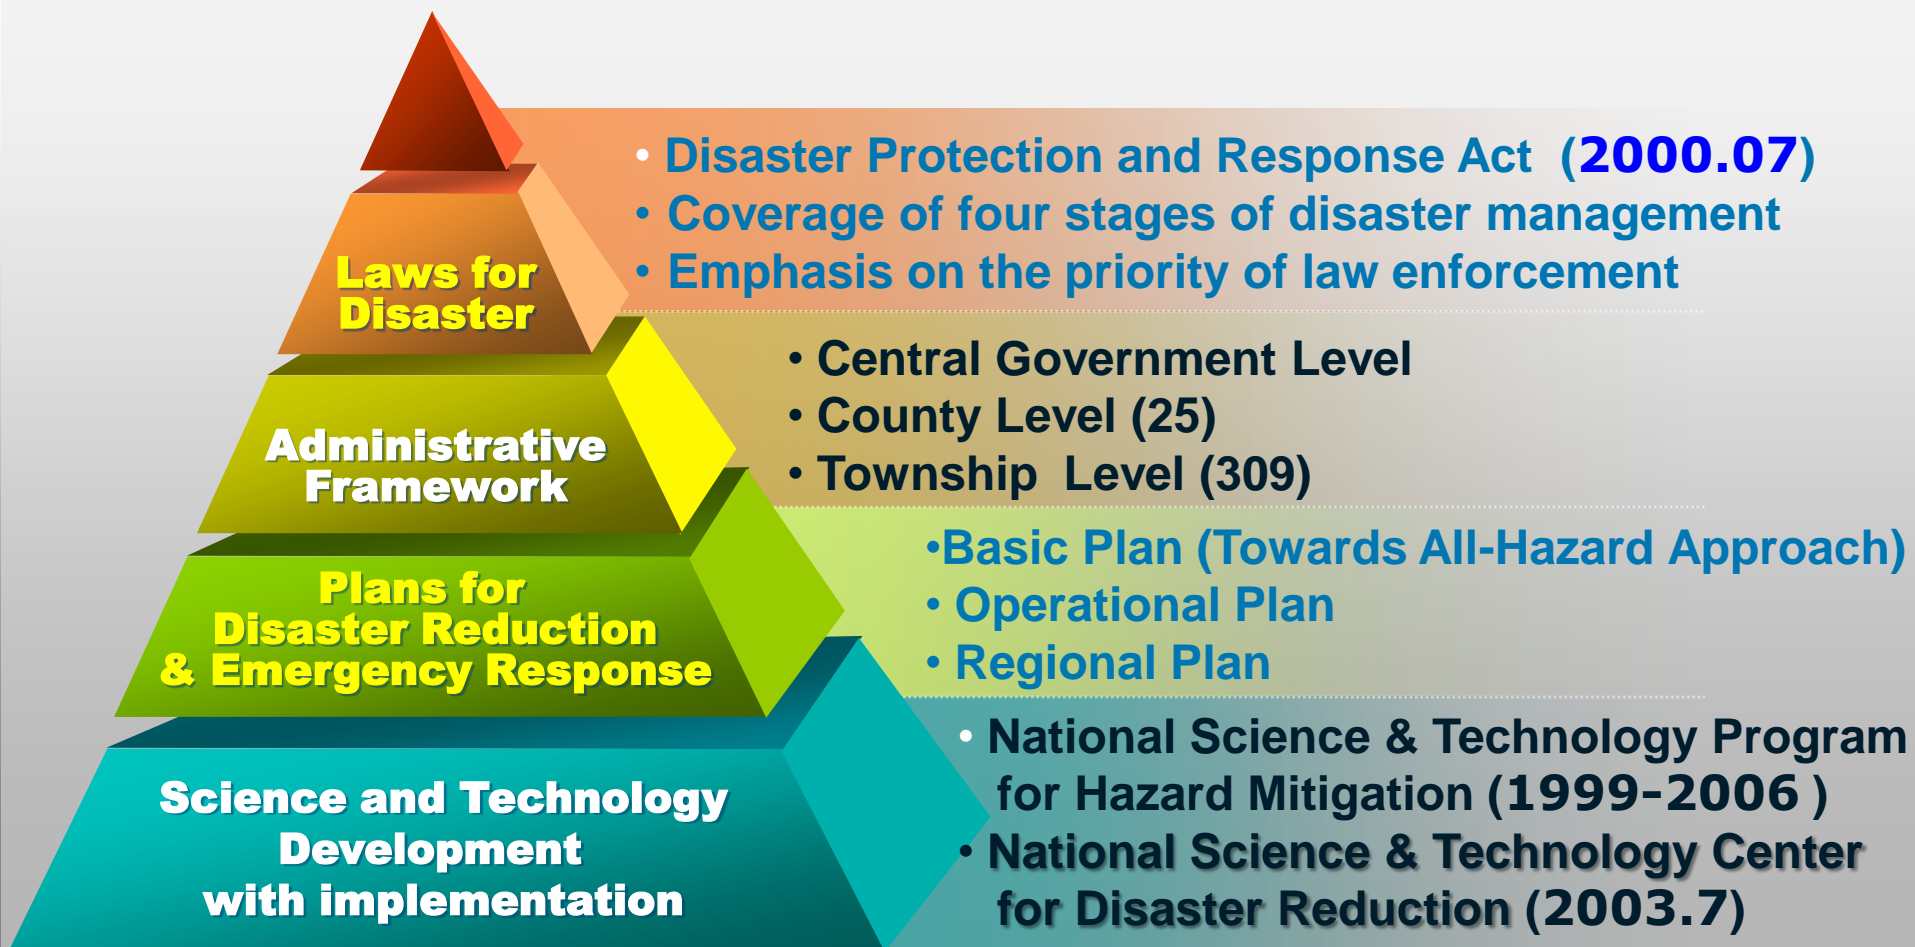 Laws for
Disaster
• Disaster Protection and Response Act (2000.07)
• Coverage of four stages of disaster management
• Emphasis on the priority of law enforcement
Administrative
Framework
• Central Government Level
• County Level (25)
• Township Level (309)
Plans for
Disaster Reduction
& Emergency Response
•Basic Plan (Towards All-Hazard Approach)
• Operational Plan
• Regional Plan
Science and Technology
Development
with implementation
• National Science & Technology Program
for Hazard Mitigation (1999-2006 )
• National Science & Technology Center
for Disaster Reduction (2003.7)